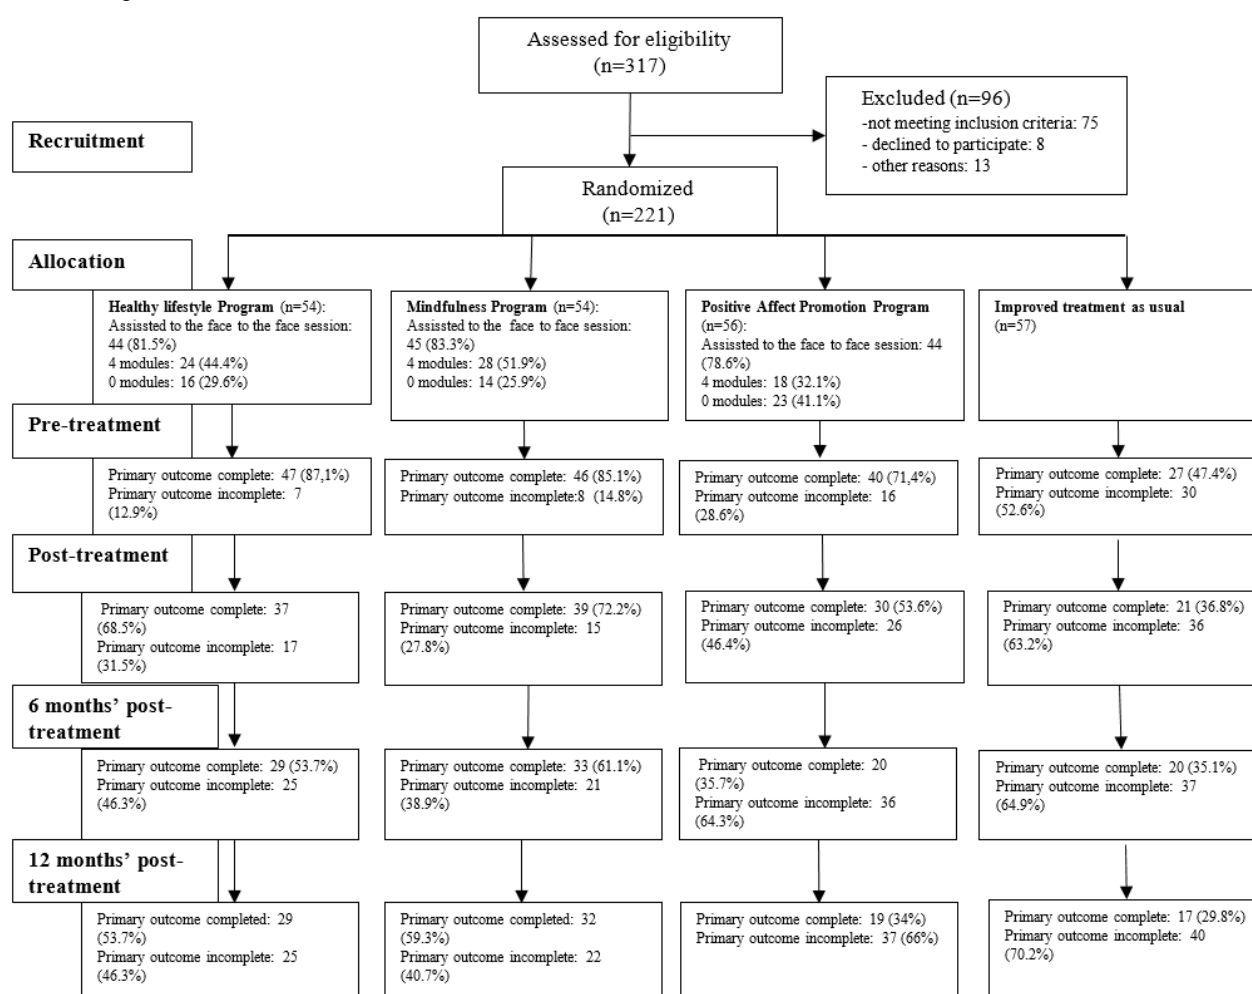 Assessed for eligibility
(n=317)
Excluded (n=96)
-not meeting inclusion criteria: 75
- declined to participate: 8
- other reasons: 13
Recruitment
Randomized
(n=221)
Allocation
Healthy lifestyle Program (n=54):
Assissted to the face to the face session:
44 (81.5%)
4 modules: 24 (44.4%)
0 modules: 16 (29.6%)
Mindfulness Program (n=54):
Assissted to the face to face session:
45 (83.3%)
4 modules: 28 (51.9%)
0 modules: 14 (25.9%)
Positive Affect Promotion Program
(n=56):
Assissted to the face to face session: 44
(78.6%)
4 modules: 18 (32.1%)
0 modules: 23 (41.1%)
Improved treatment as usual
(n=57)
Pre-treatment
Primary outcome complete: 47 (87,1%)
Primary outcome incomplete: 7
(12.9%)
Primary outcome complete: 46 (85.1%)
Primary outcome incomplete:8 (14.8%)
Primary outcome complete: 40 (71,4%)
Primary outcome incomplete: 16
(28.6%)
Primary outcome complete: 27 (47.4%)
Primary outcome incomplete: 30
(52.6%)
Post-treatment
Primary outcome complete: 37
(68.5%)
Primary outcome incomplete: 17
(31.5%)
Primary outcome complete: 39 (72.2%)
Primary outcome incomplete: 15
(27.8%)
Primary outcome complete: 30 (53.6%)
Primary outcome incomplete: 26
(46.4%)
Primary outcome complete: 21 (36.8%)
Primary outcome incomplete: 36
(63.2%)
6 months’ post-
treatment
Primary outcome complete: 29 (53.7%)
Primary outcome incomplete: 25
(46.3%)
Primary outcome complete: 33 (61.1%)
Primary outcome incomplete: 21
(38.9%)
Primary outcome complete: 20
(35.7%)
Primary outcome incomplete: 36
(64.3%)
Primary outcome complete: 20 (35.1%)
Primary outcome incomplete: 37
(64.9%)
12 months’ post-
treatment
Primary outcome completed: 29
(53.7%)
Primary outcome incomplete: 25
(46.3%)
Primary outcome completed: 32
(59.3%)
Primary outcome incomplete: 22
(40.7%)
Primary outcome complete: 19 (34%)
Primary outcome incomplete: 37 (66%)
Primary outcome complete: 17 (29.8%)
Primary outcome incomplete: 40
(70.2%)